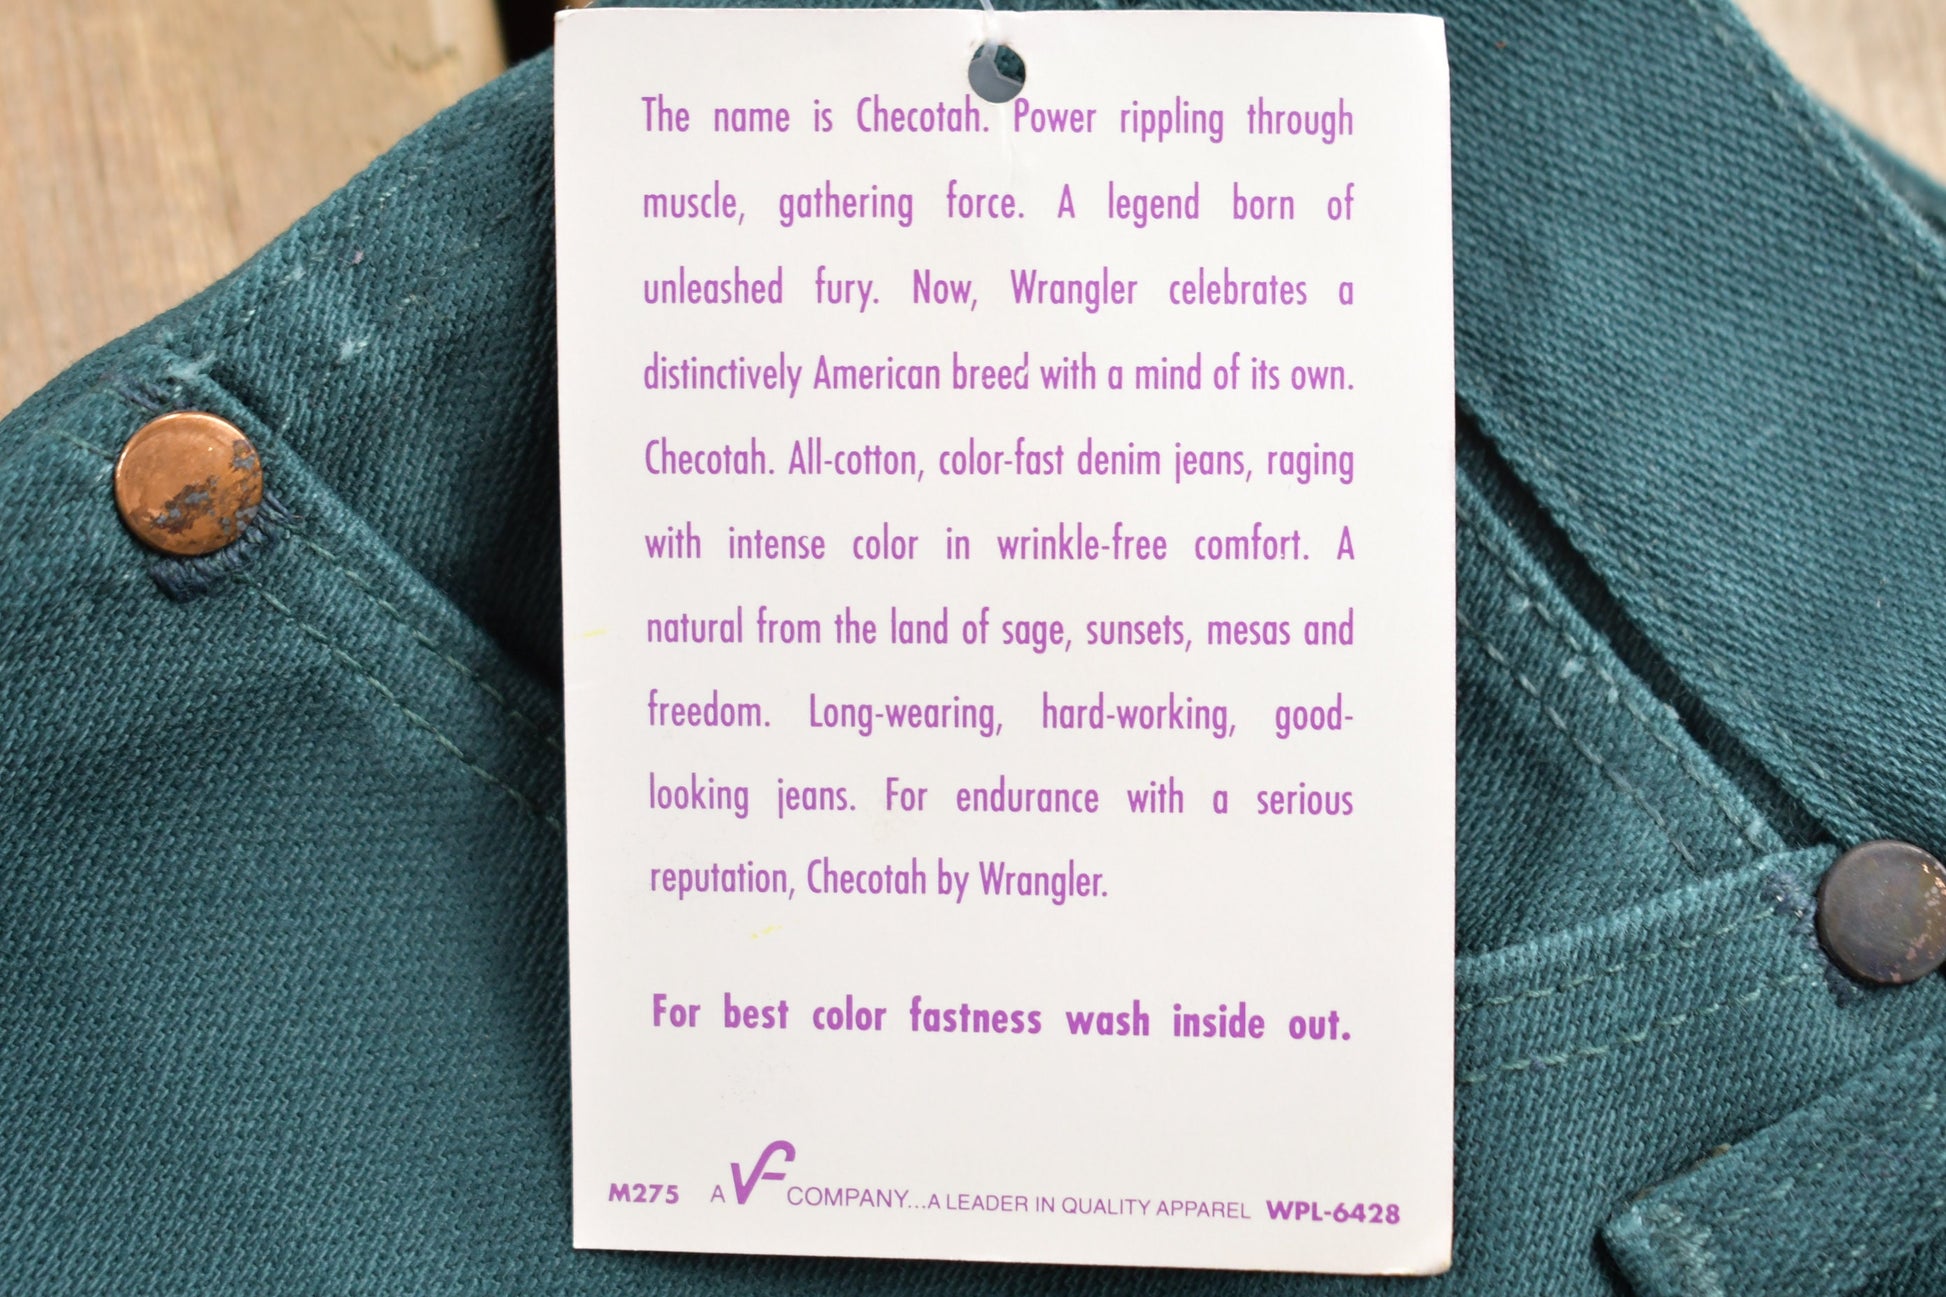 The name is Checotah. Power rippling through
muscle, gathering force. A legend born of
unleashed fury. Now, Wrangler celebrates a
distinctively American breed with a mind of its own.
Checotah. All-cotton, color-fast denim jeans, raging
with intense color in wrinkle-free comfort. A
natural from the land of sage, sunsets, mesas and
freedom. Long-wearing, hard-working, good-
looking jeans. For endurance with a serious
reputation, Checotah by Wrangler.
For best color fastness wash inside out.
M275 A VF COMPANY...A LEADER IN QUALITY APPAREL WPL-6428